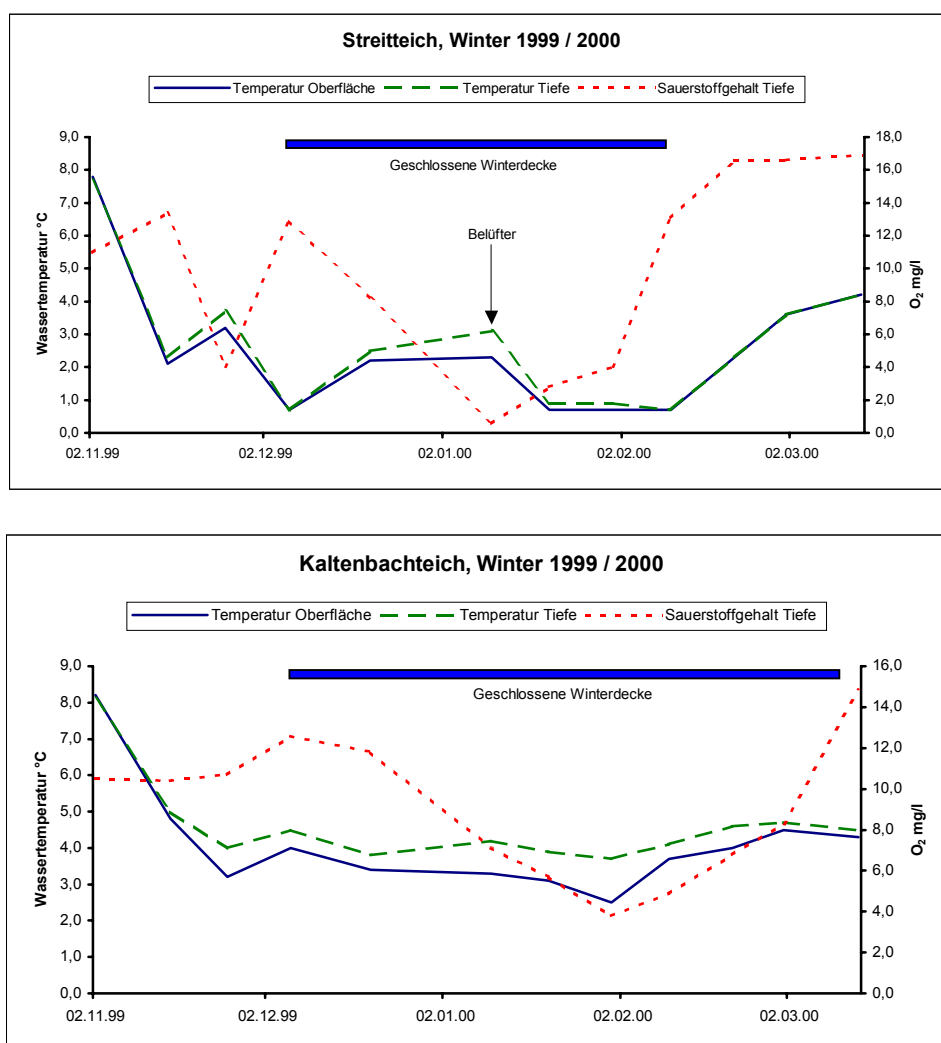 Streitteich, Winter 1999 / 2000
Temperatur Oberfläche Temperatur Tiefe Sauerstoffgehalt Tiefe
9,0 18,0
Geschlossene Winterdecke
8,0 16,0
7,0 14,0
6,0 12,0
Belüfter
5,0 10,0
4,0 8,0
3,0 6,0
2,0 4,0
1,0 2,0
0,0 0,0
Wassertemperatur °C
O2 mg/l
02.11.99 02.12.99 02.01.00 02.02.00 02.03.00
Kaltenbachteich, Winter 1999 / 2000
Temperatur Oberfläche Temperatur Tiefe Sauerstoffgehalt Tiefe
9,0 16,0
Geschlossene Winterdecke
8,0 14,0
7,0 12,0
6,0 10,0
5,0 8,0
4,0 6,0
3,0 4,0
2,0 2,0
1,0 0,0
0,0
Wassertemperatur °C
O2 mg/l
02.11.99 02.12.99 02.01.00 02.02.00 02.03.00